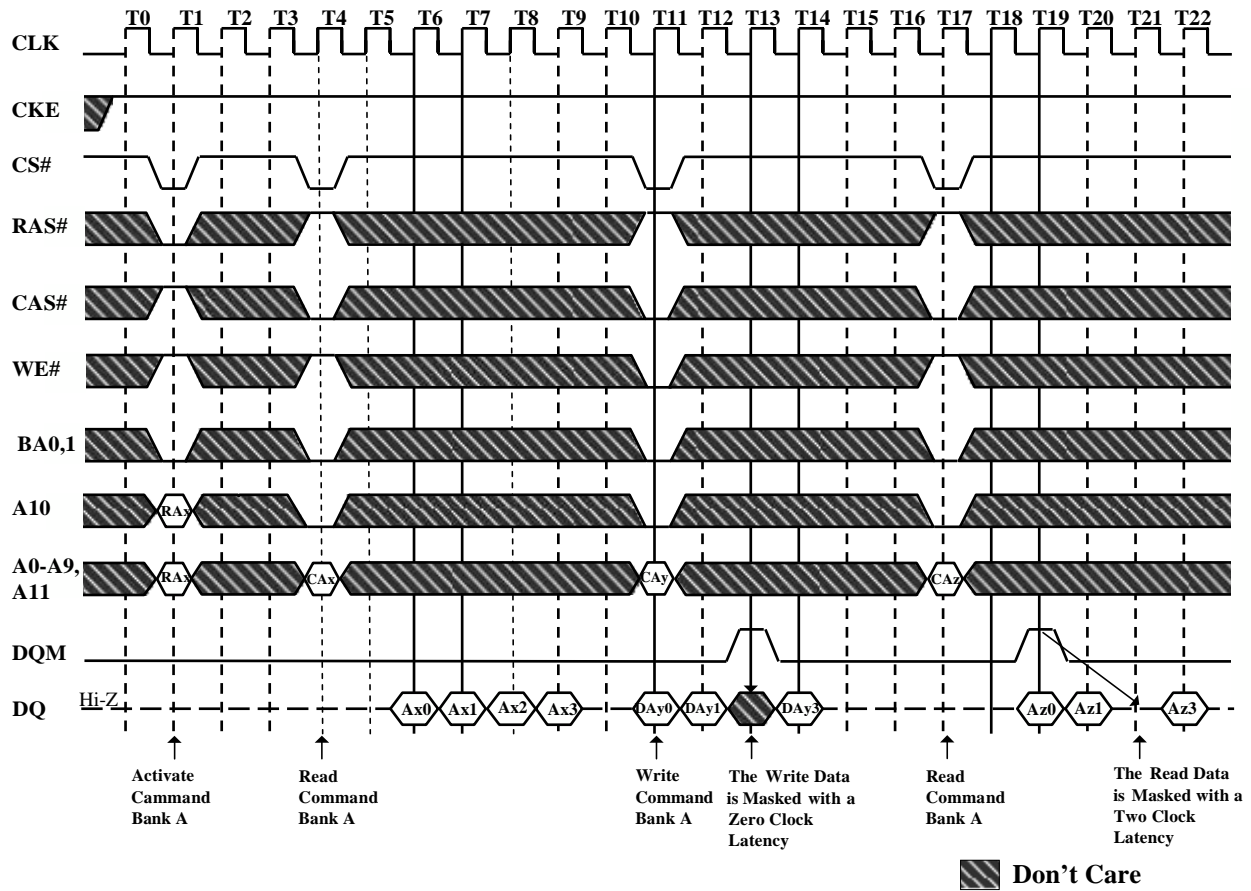 T0 T1 T2 T3 T4 T5 T6 T7 T8 T9 T10 T11 T12 T13 T14 T15 T16 T17 T18 T19 T20 T21 T22
CLK
CKE
CS#
RAS#
CAS#
WE#
BA0,1
A10 RAx
A0-A9, RAx CAx CAy CAz
A11
DQM
Hi-Z
DQ Ax0 Ax1 Ax2 Ax3 DAy0 DAy1 DAy3 Az0 Az1 Az3
Activate
Cammand
Bank A
Read
Command
Bank A
Write
Command
Bank A
The Write Data
is Masked with a
Zero Clock
Latency
Read
Command
Bank A
The Read Data
is Masked with a
Two Clock
Latency
Don't Care